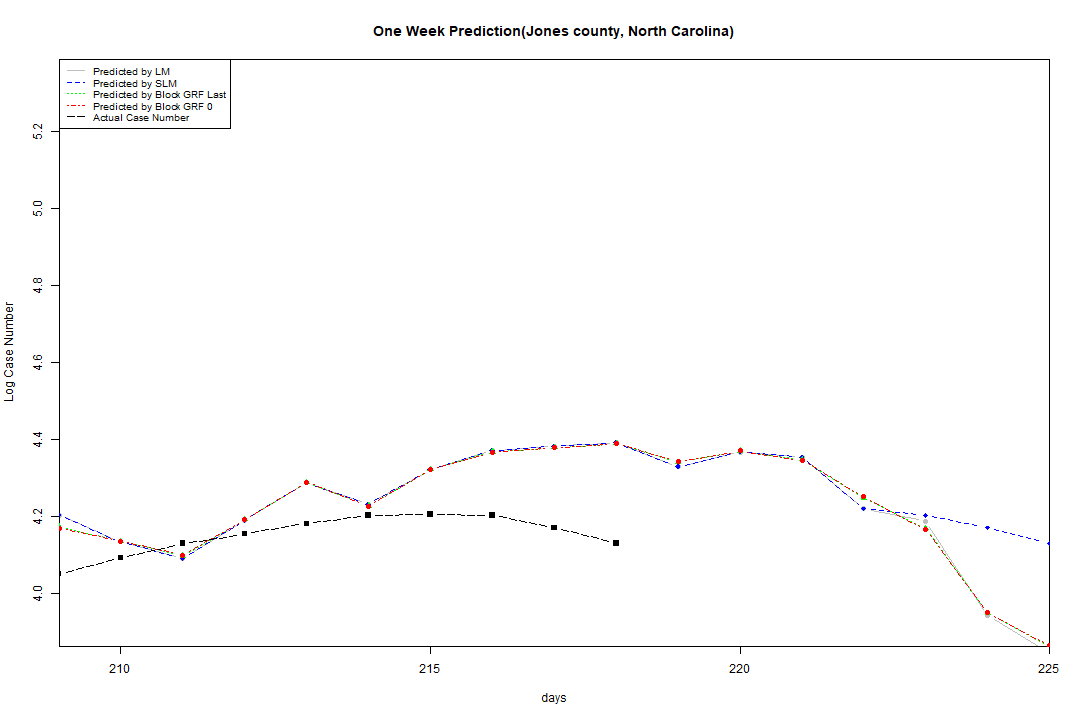 One Week Prediction(Jones county, North Carolina)
Predicted by LM
Predicted by SLM
Predicted by Block GRF Last
Predicted by Block GRF 0
Actual Case Number
5.2
5.0
4.8
4.6
4.4
4.2
4.0
Log Case Number
210
215
220
225
days